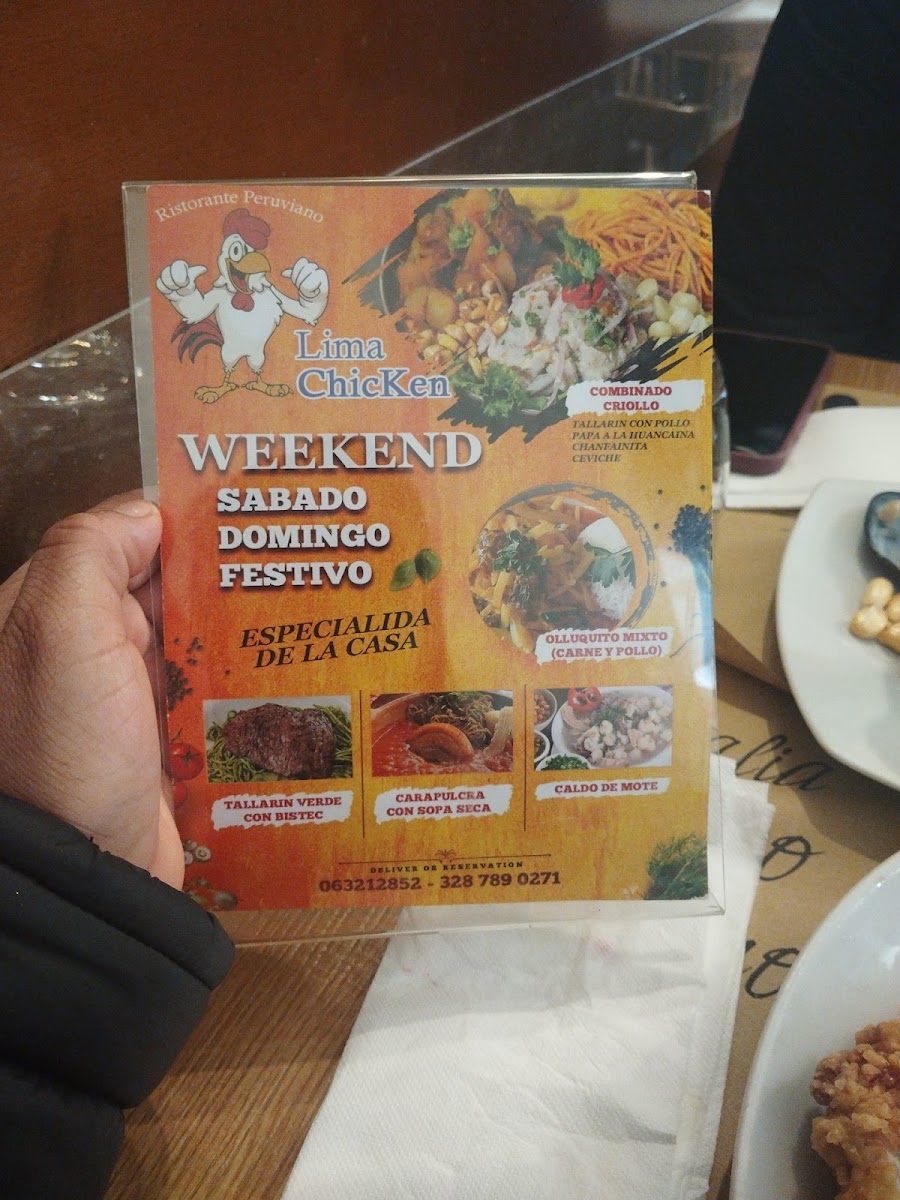 Ristorante Peruviano
Lima
ChicKen
WEEKEND
SABADO
DOMINGO
FESTIVO
ESPECIALIDA
DE LA CASA
COMBINADO
CRIOLLO
TALLARIN CON POLLO
PAPA A LA HUANCAINA
CHANFAINITA
CEVICHE
OLLUQUITO MIXTO
(CARNE Y POLLO)
TALLARIN VERDE
CON BISTEC
CARAPULCRA
CON SOPA SECA
CALDO DE MOTE
DELIVER OR RESERVATION
063212852 - 328 789 0271